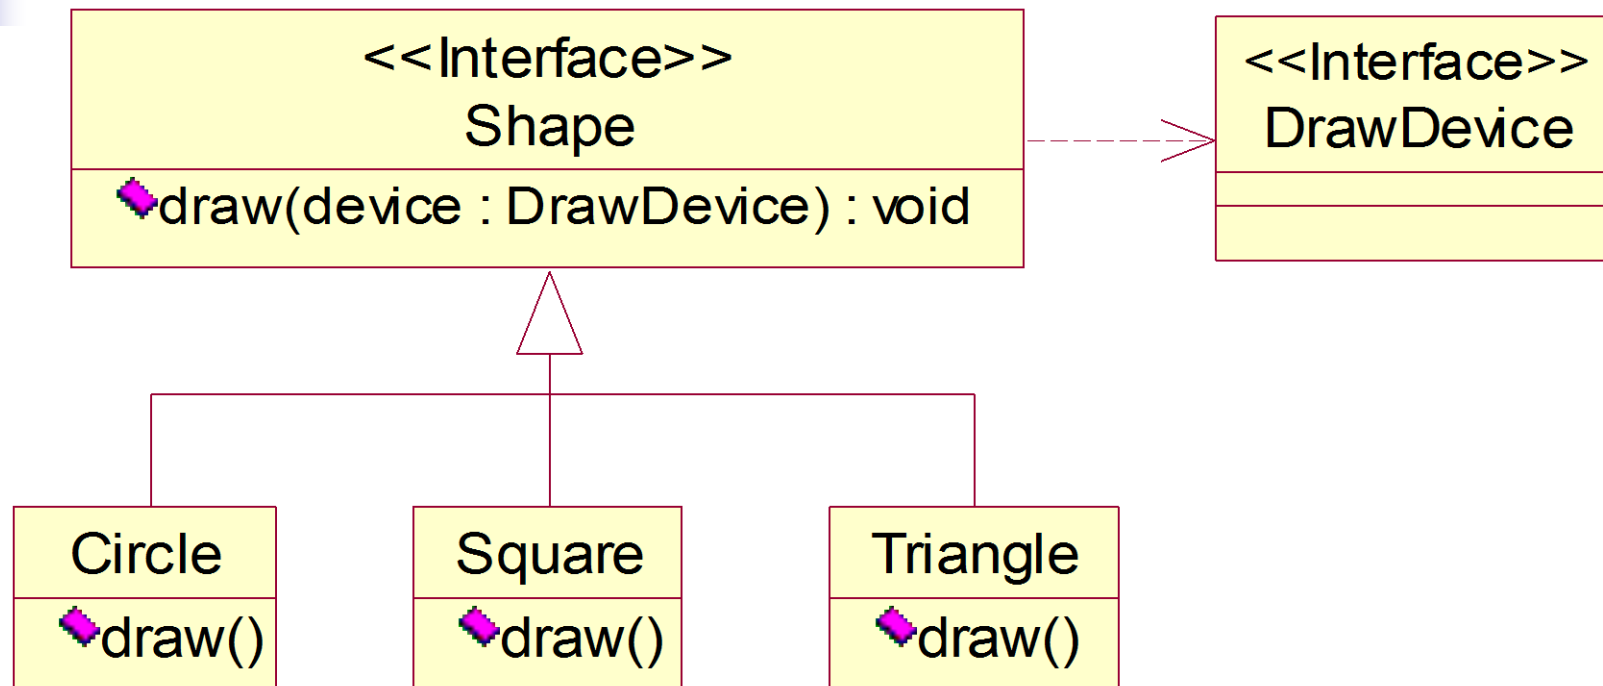 <<Interface>>
Shape
draw(device : DrawDevice) : void
<<Interface>>
DrawDevice
Circle
draw()
Square
draw()
Triangle
draw()